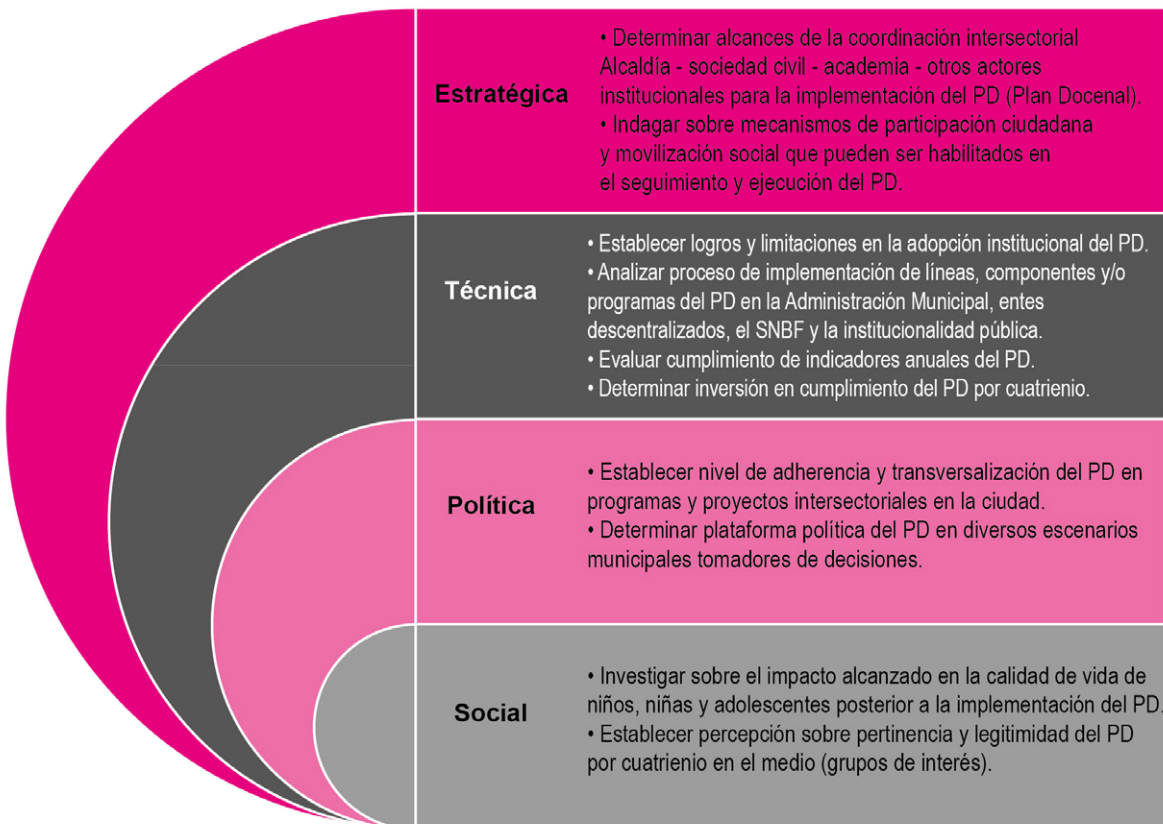 Estratégica
• Determinar alcances de la coordinación intersectorial
Alcaldía - sociedad civil - academia - otros actores
institucionales para la implementación del PD (Plan Docenal).
• Indagar sobre mecanismos de participación ciudadana
y movilización social que pueden ser habilitados en
el seguimiento y ejecución del PD.
Técnica
• Establecer logros y limitaciones en la adopción institucional del PD.
• Analizar proceso de implementación de líneas, componentes y/o
programas del PD en la Administración Municipal, entes
descentralizados, el SNBF y la institucionalidad pública.
• Evaluar cumplimiento de indicadores anuales del PD.
• Determinar inversión en cumplimiento del PD por cuatrienio.
Política
• Establecer nivel de adherencia y transversalización del PD en
programas y proyectos intersectoriales en la ciudad.
• Determinar plataforma política del PD en diversos escenarios
municipales tomadores de decisiones.
Social
• Investigar sobre el impacto alcanzado en la calidad de vida de
niños, niñas y adolescentes posterior a la implementación del PD.
• Establecer percepción sobre pertinencia y legitimidad del PD
por cuatrienio en el medio (grupos de interés).